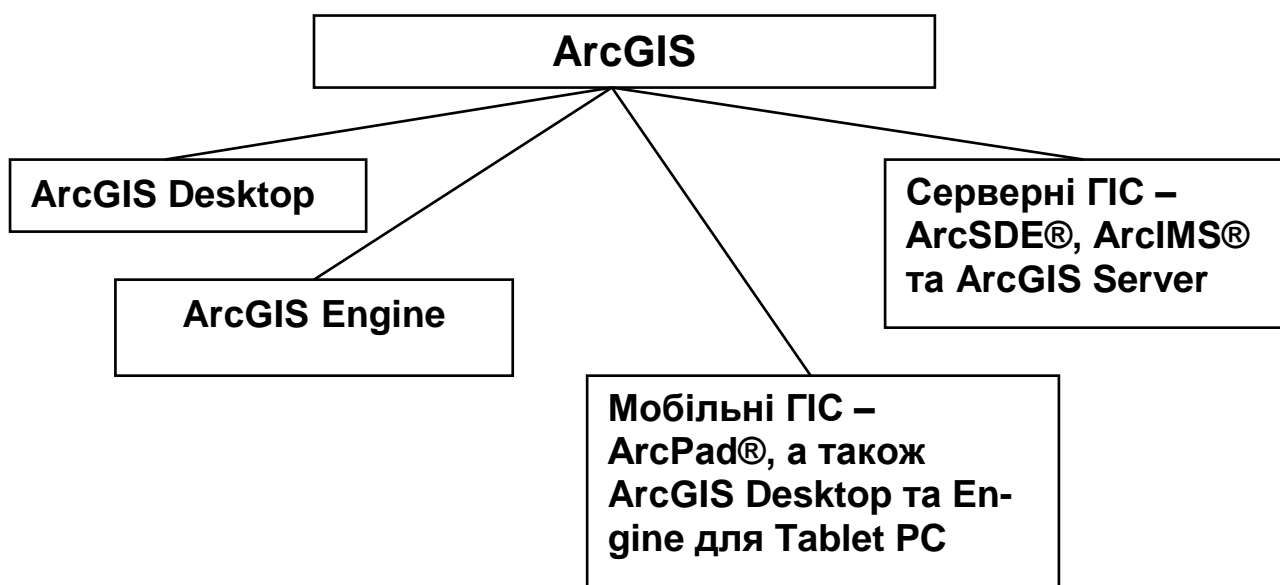 ArcGIS
ArcGIS Desktop
ArcGIS Engine
Мобільні ГІС –
ArcPad®, а також
ArcGIS Desktop та En-
gine для Tablet PC
Серверні ГІС –
ArcSDE®, ArcIMS®
та ArcGIS Server